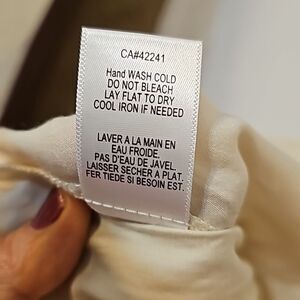 CA#42241
Hand WASH COLD
DO NOT BLEACH
LAY FLAT TO DRY
COOL IRON IF NEEDED
LAVER A LA MAIN EN
EAU FROIDE,
PAS D'EAU DE JAVEL.
LAISSER SECHER A PLAT.
FER TIEDE SI BESOIN EST.